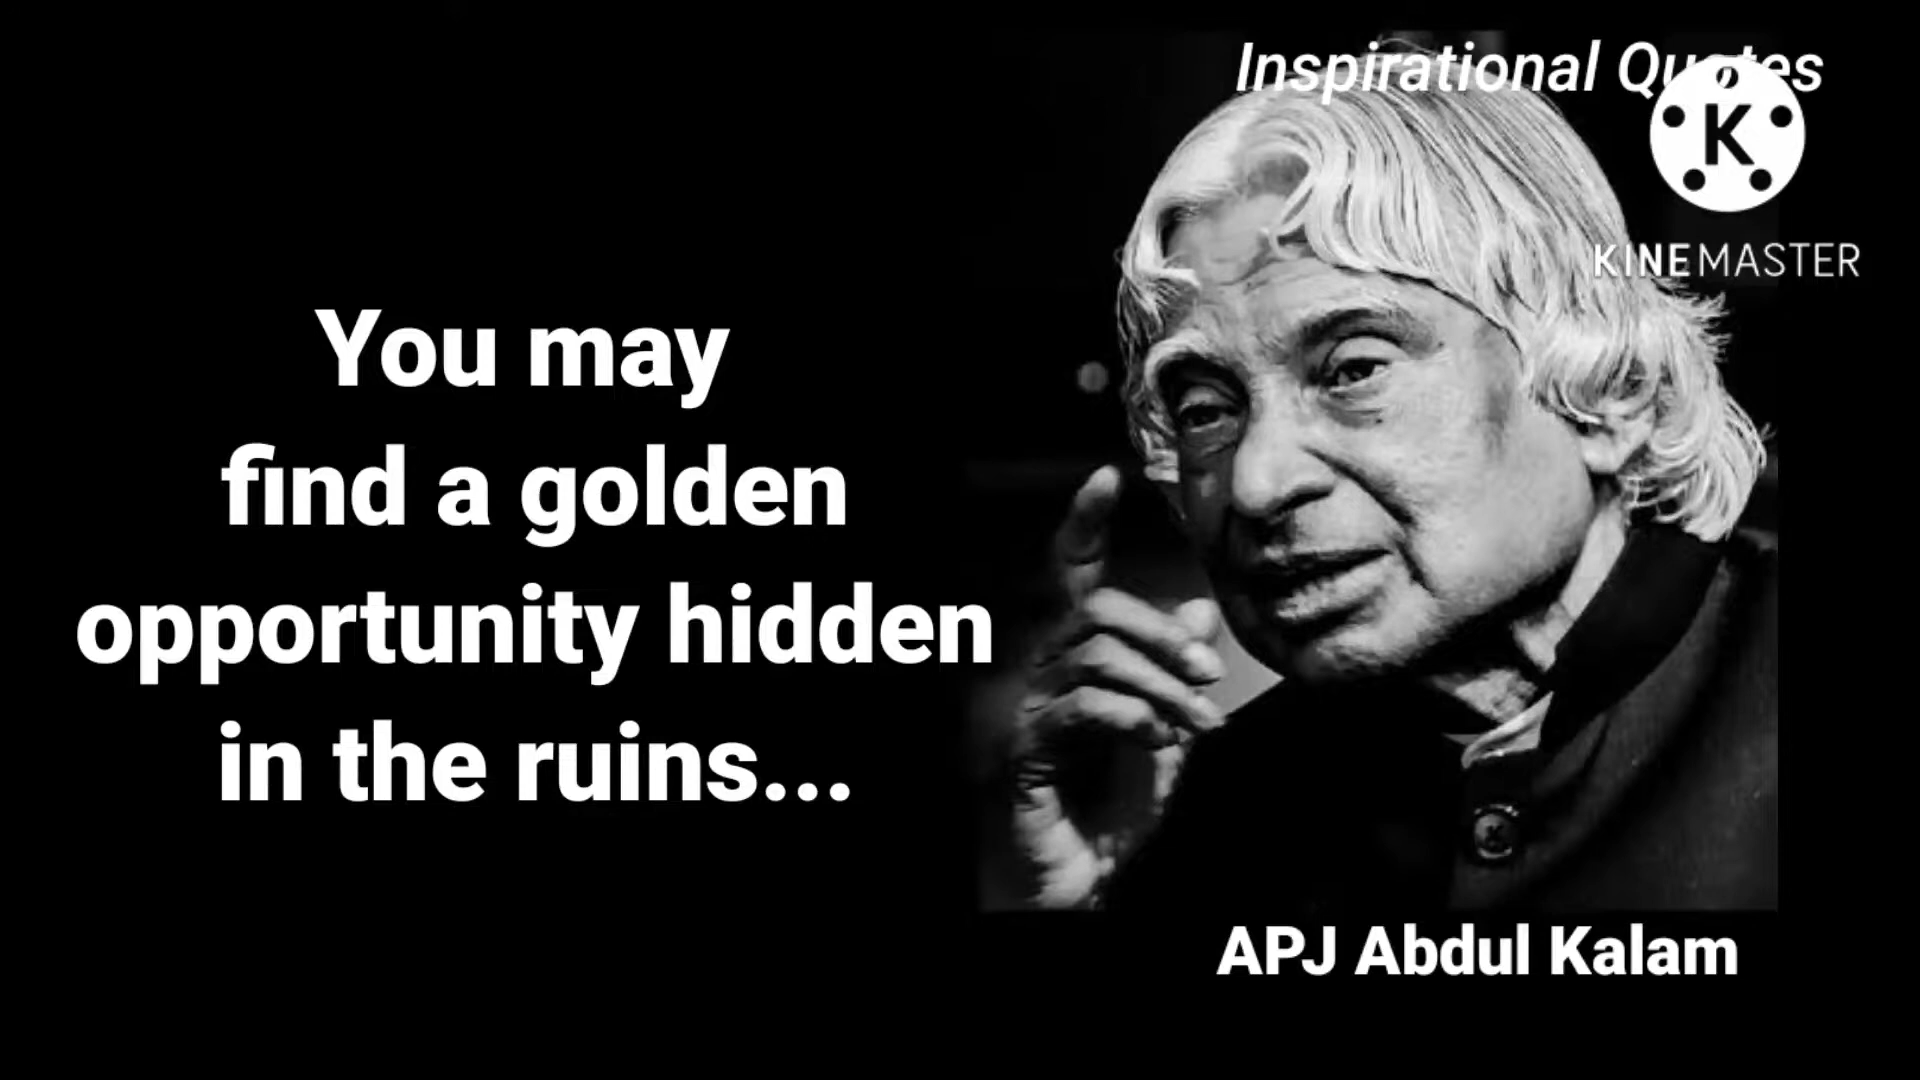 Inspirational Quotes
K
KINEMASTER
You may
find a golden
opportunity hidden
in the ruins...
APJ Abdul Kalam